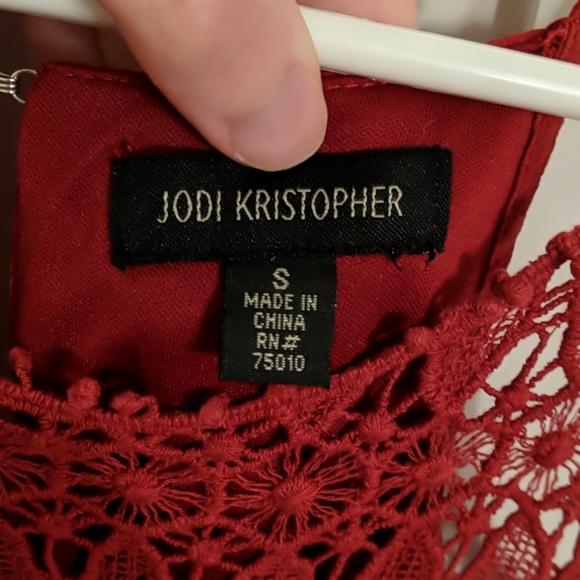 JODI KRISTOPHER
S
MADE IN
CHINA
RN#
75010